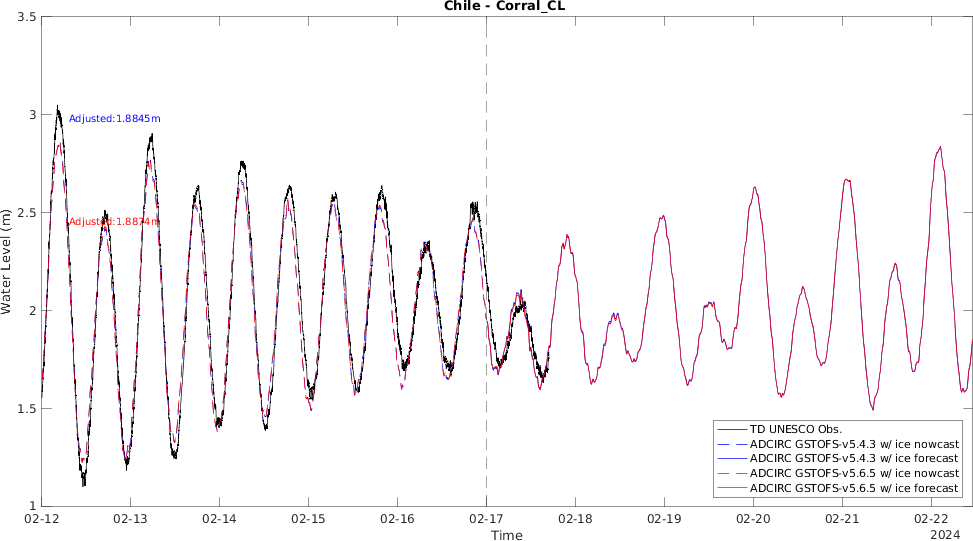 Chile - Corral_CL
3.5
3
2.5
2
1.5
1
Water Level (m)
Adjusted:1.8845m
Adjusted:1.8874m
TD UNESCO Obs.
ADCIRC GSTOFS-v5.4.3 w/ ice nowcast
ADCIRC GSTOFS-v5.4.3 w/ ice forecast
ADCIRC GSTOFS-v5.6.5 w/ ice nowcast
ADCIRC GSTOFS-v5.6.5 w/ ice forecast
02-12 02-13 02-14 02-15 02-16 02-17 02-18 02-19 02-20 02-21 02-22
Time
2024